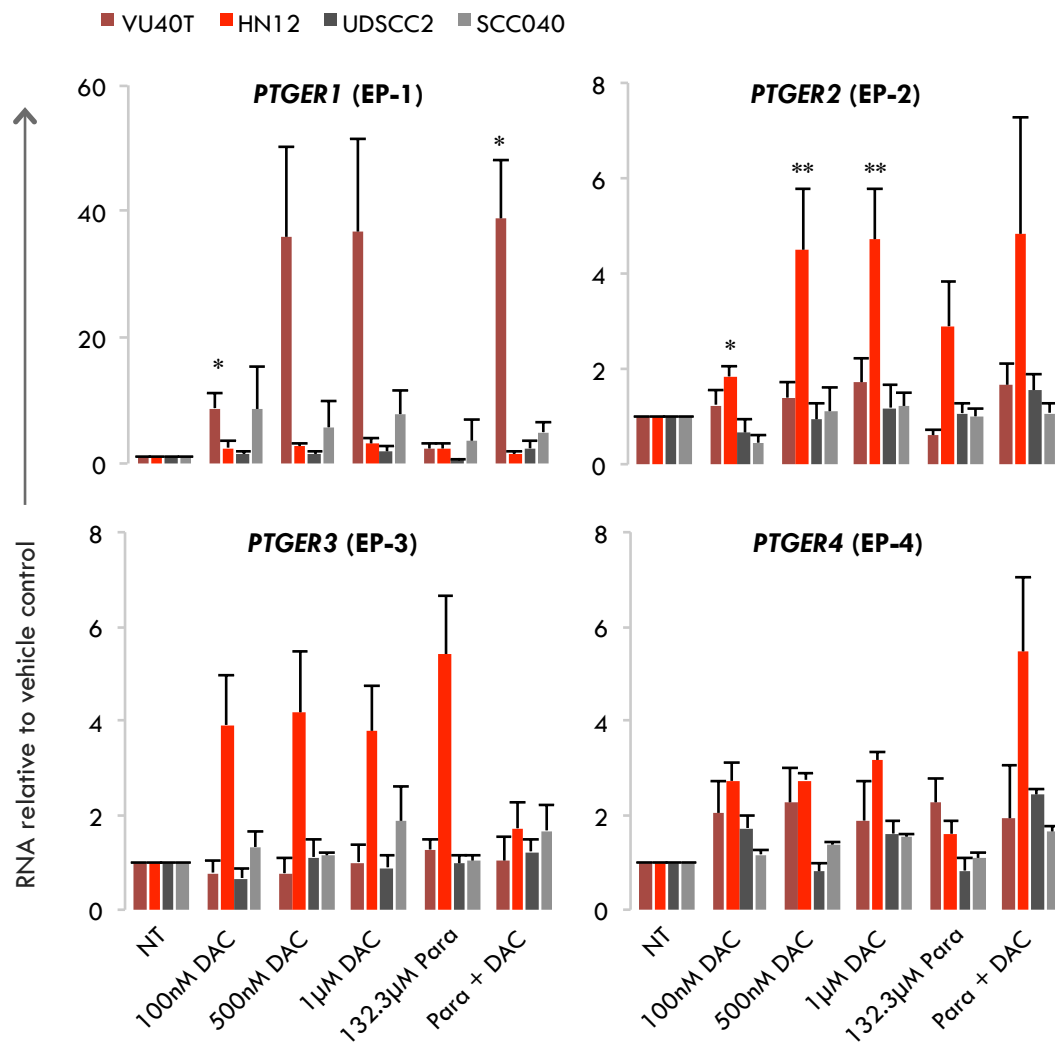 VU40T HN12 UDSCC2 SCC040
PTGER1 (EP-1)
60
40
20
0
*
*
PTGER2 (EP-2)
8
6
4
2
0
*
**
**
RNA relative to vehicle control
PTGER3 (EP-3)
8
6
4
2
0
NT
100nM DAC
500nM DAC
1µM DAC
132.3µM Para
Para + DAC
PTGER4 (EP-4)
8
6
4
2
0
NT
100nM DAC
500nM DAC
1µM DAC
132.3µM Para
Para + DAC